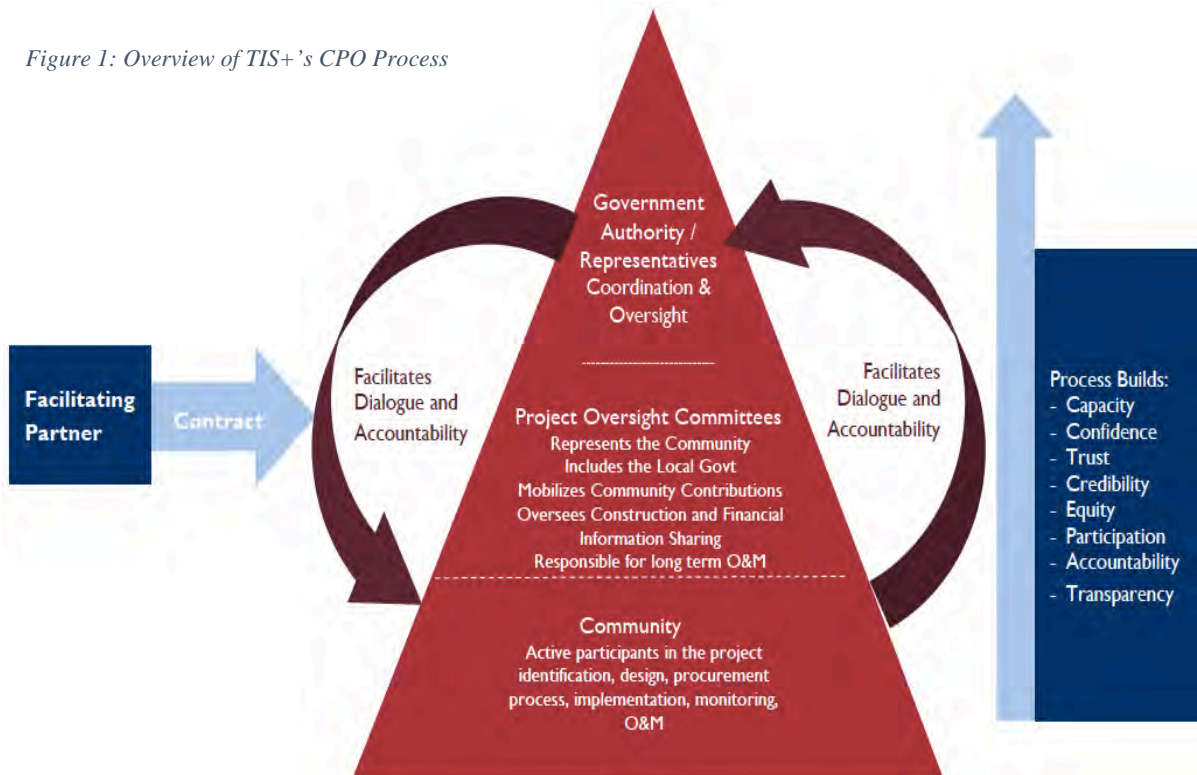 Figure 1: Overview of TIS+'s CPO Process
Government
Authority /
Representatives
Coordination &
Oversight
Facilitating
Partner
Contract
Facilitates
Dialogue and
Accountability
Project Oversight Committees
Represents the Community
Includes the Local Govt
Mobilizes Community Contributions
Oversees Construction and Financial
Information Sharing
Responsible for long term O&M
Facilitates
Dialogue and
Accountability
Community
Active participants in the project
identification, design, procurement
process, implementation, monitoring,
O&M
Process Builds:
- Capacity
- Confidence
- Trust
- Credibility
- Equity
- Participation
- Accountability
- Transparency